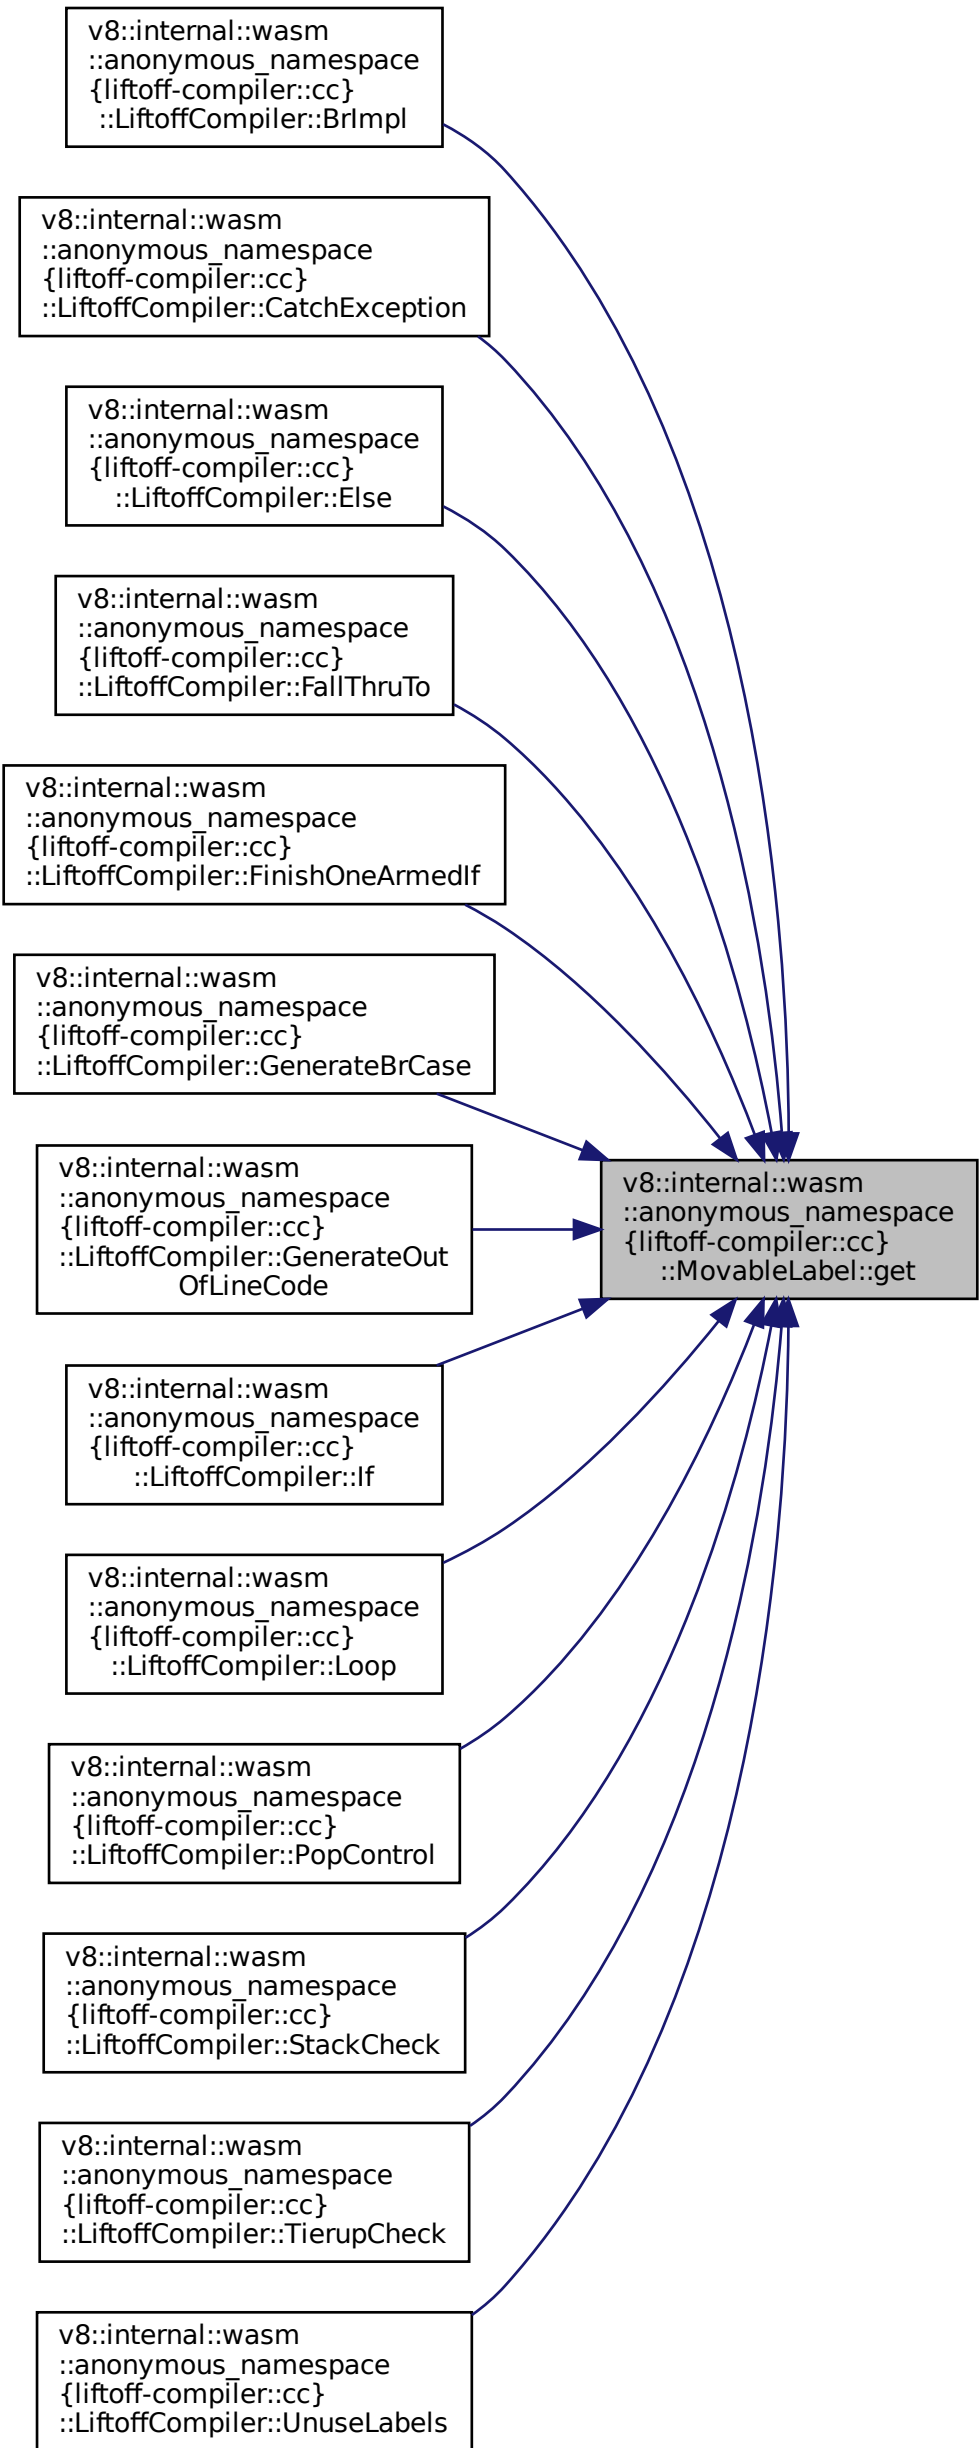 v8::internal::wasm
::anonymous_namespace
{liftoff-compiler::cc}
::LiftoffCompiler::BrImpl
v8::internal::wasm
::anonymous_namespace
{liftoff-compiler::cc}
::LiftoffCompiler::CatchException
v8::internal::wasm
::anonymous_namespace
{liftoff-compiler::cc}
::LiftoffCompiler::Else
v8::internal::wasm
::anonymous_namespace
{liftoff-compiler::cc}
::LiftoffCompiler::FallThruTo
v8::internal::wasm
::anonymous_namespace
{liftoff-compiler::cc}
::LiftoffCompiler::FinishOneArmedIf
v8::internal::wasm
::anonymous_namespace
{liftoff-compiler::cc}
::LiftoffCompiler::GenerateBrCase
v8::internal::wasm
::anonymous_namespace
{liftoff-compiler::cc}
::LiftoffCompiler::GenerateOut
OfLineCode
v8::internal::wasm
::anonymous_namespace
{liftoff-compiler::cc}
::MovableLabel::get
v8::internal::wasm
::anonymous_namespace
{liftoff-compiler::cc}
::LiftoffCompiler::If
v8::internal::wasm
::anonymous_namespace
{liftoff-compiler::cc}
::LiftoffCompiler::Loop
v8::internal::wasm
::anonymous_namespace
{liftoff-compiler::cc}
::LiftoffCompiler::PopControl
v8::internal::wasm
::anonymous_namespace
{liftoff-compiler::cc}
::LiftoffCompiler::StackCheck
v8::internal::wasm
::anonymous_namespace
{liftoff-compiler::cc}
::LiftoffCompiler::TierupCheck
v8::internal::wasm
::anonymous_namespace
{liftoff-compiler::cc}
::LiftoffCompiler::UnuseLabels